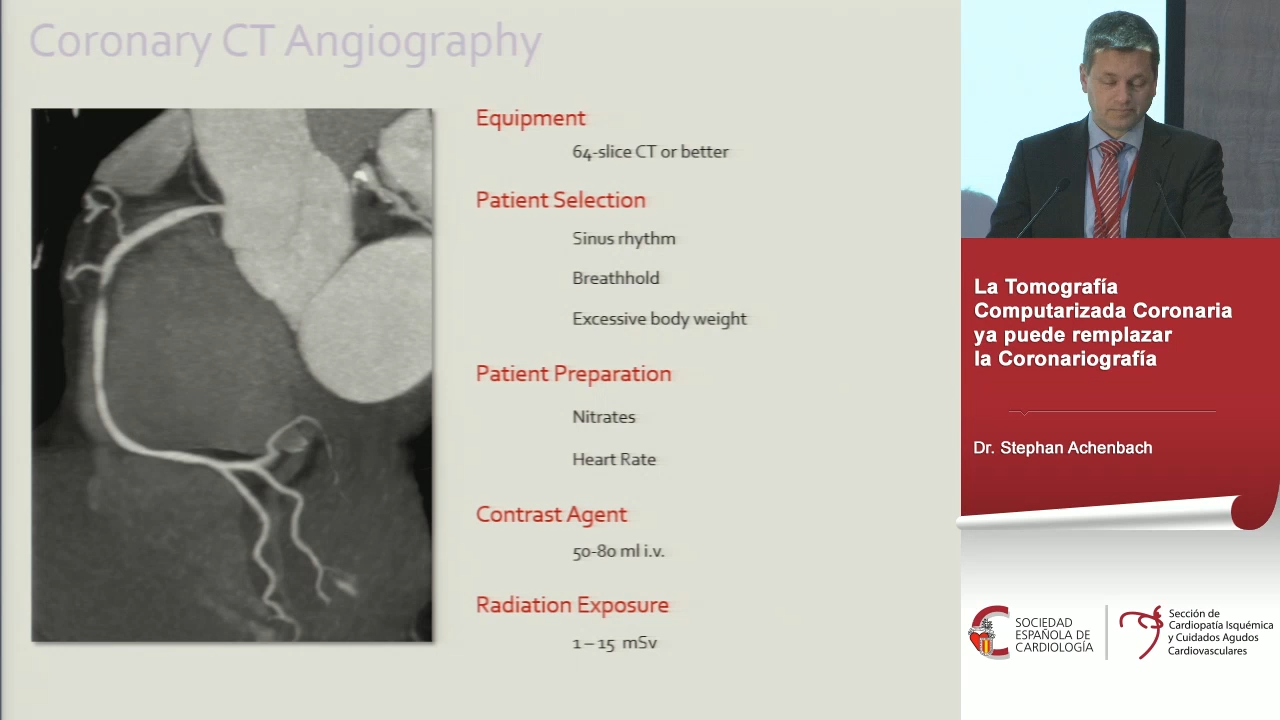 Coronary CT Angiography
Equipment
64-slice CT or better
Patient Selection
Sinus rhythm
Breathhold
Excessive body weight
Patient Preparation
Nitrates
Heart Rate
Contrast Agent
50-80 ml i.v.
Radiation Exposure
1 – 15 mSv
La Tomografía
Computarizada Coronaria
ya puede remplazar
la Coronariografía
Dr. Stephan Achenbach
SOCIEDAD
ESPAÑOLA DE
CARDIOLOGÍA
Sección de
Cardiopatía Isquémica
y Cuidados Agudos
Cardiovasculares